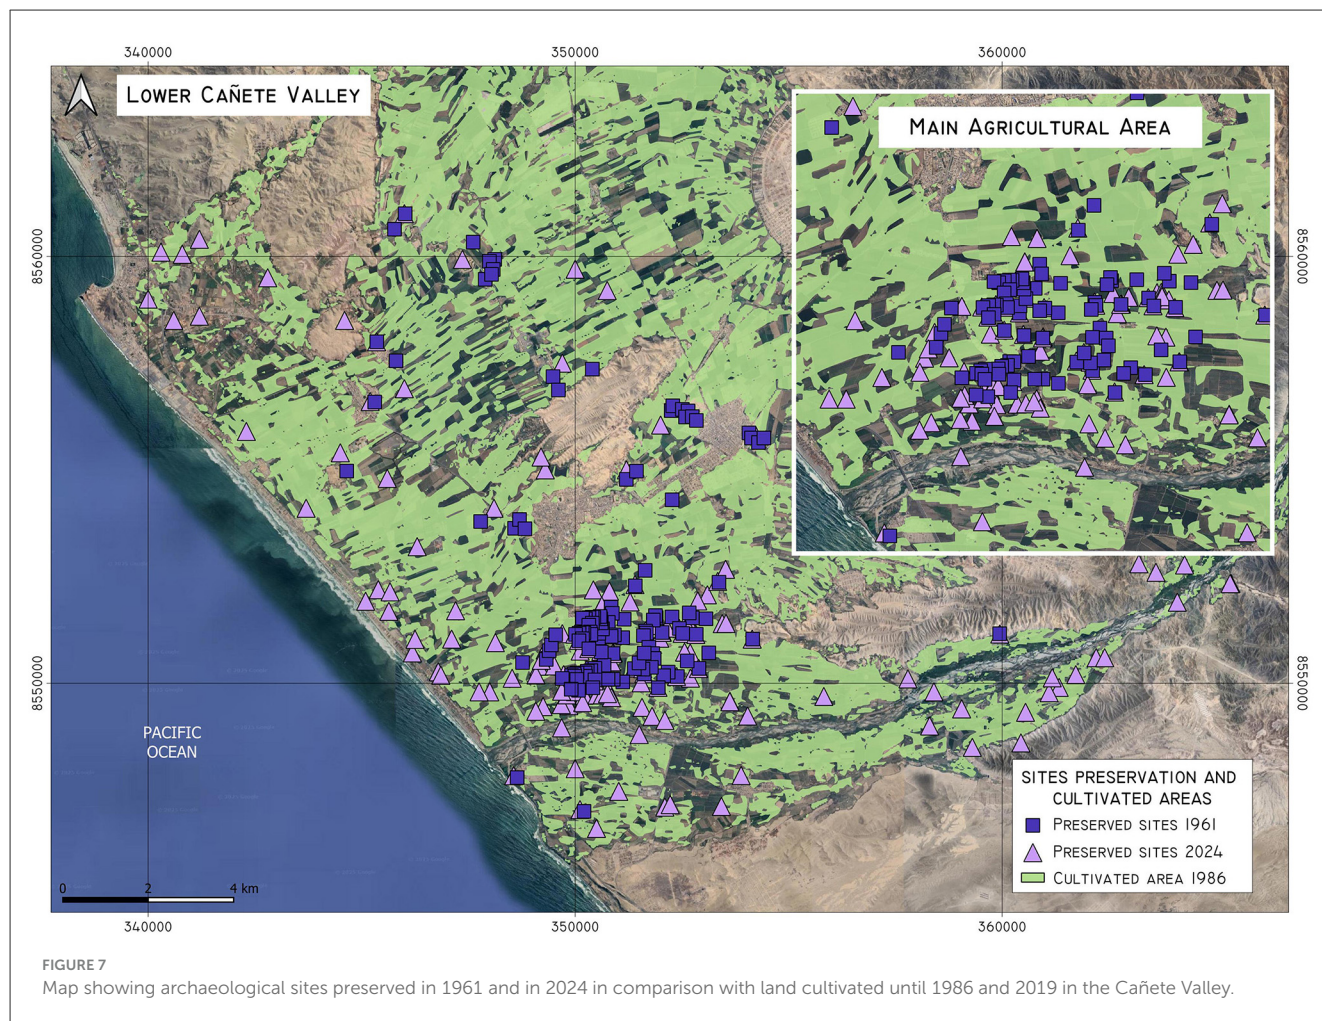 340000
350000
360000
LOWER CAÑETE VALLEY
MAIN AGRICULTURAL AREA
8560000
8560000
8550000
8550000
PACIFIC
OCEAN
SITES PRESERVATION AND
CULTIVATED AREAS
PRESERVED SITES 1961
PRESERVED SITES 2024
CULTIVATED AREA 1986
0 2 4 km
340000
350000
360000
FIGURE 7
Map showing archaeological sites preserved in 1961 and in 2024 in comparison with land cultivated until 1986 and 2019 in the Cañete Valley.